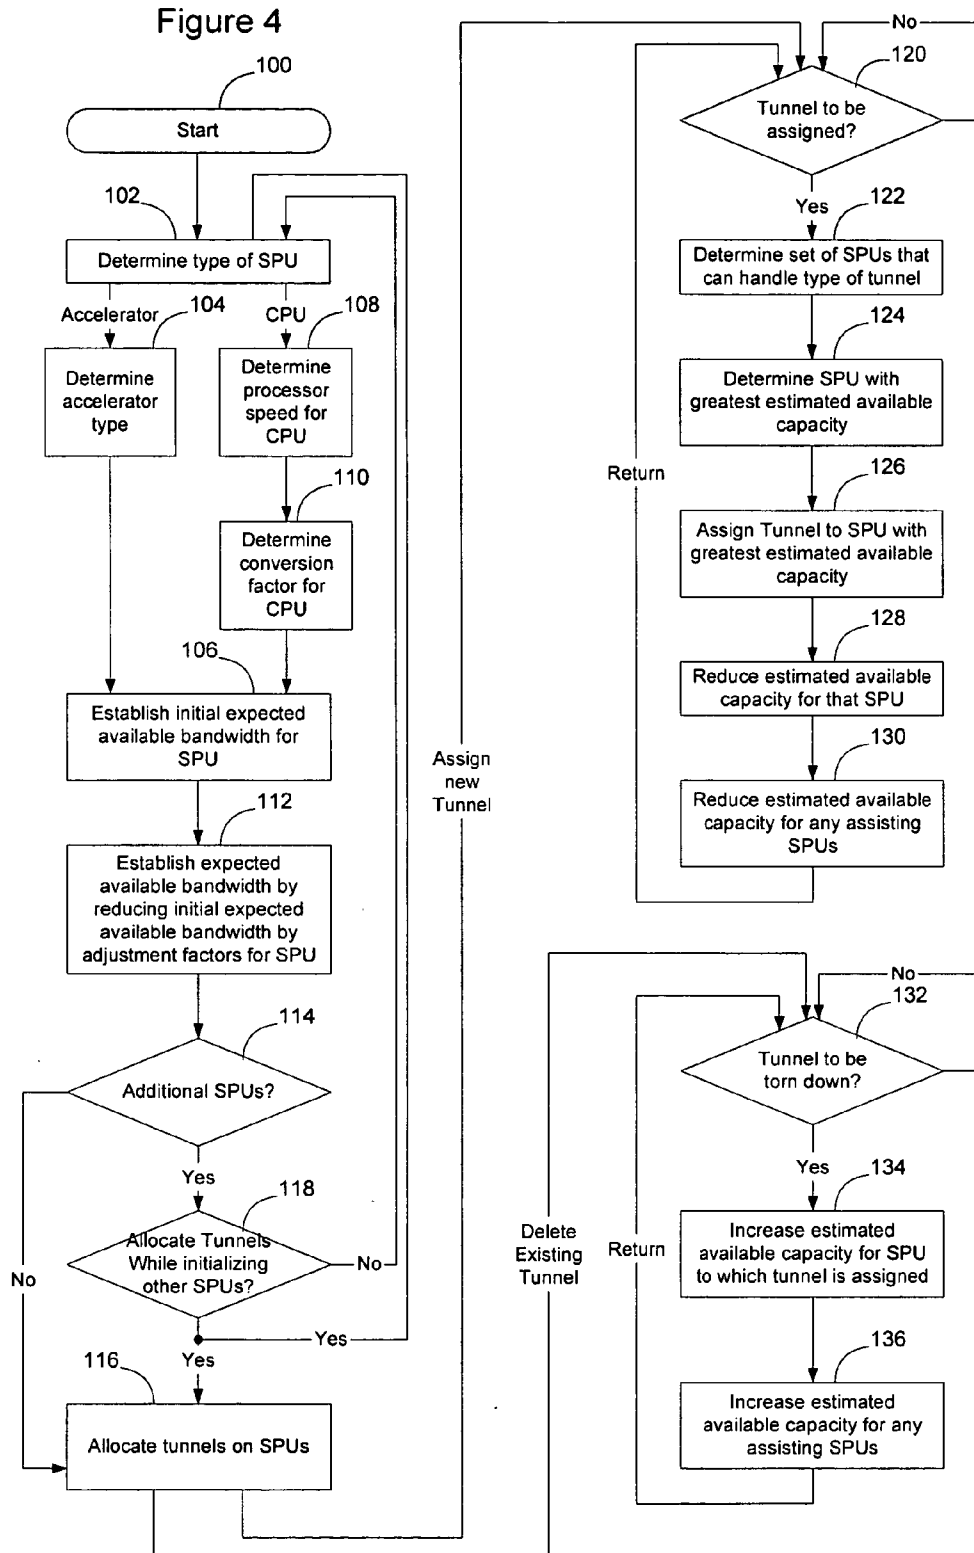 Figure 4
100
Start
102
Determine type of SPU
Accelerator
104
CPU
108
Determine
accelerator
type
Determine
processor
speed for
CPU
110
Determine
conversion
factor for
CPU
106
Establish initial expected
available bandwidth for
SPU
112
Establish expected
available bandwidth by
reducing initial expected
available bandwidth by
adjustment factors for SPU
114
Additional SPUs?
Yes
118
Allocate Tunnels
While initializing
other SPUs?
No
No
Yes
Yes
116
Allocate tunnels on SPUs
Assign
new
Tunnel
No
120
Tunnel to be
assigned?
Yes
122
Determine set of SPUs that
can handle type of tunnel
124
Determine SPU with
greatest estimated available
capacity
Return
126
Assign Tunnel to SPU with
greatest estimated available
capacity
128
Reduce estimated available
capacity for that SPU
130
Reduce estimated available
capacity for any assisting
SPUs
No
132
Tunnel to be
torn down?
Yes
134
Delete
Existing
Tunnel
Return
Increase estimated
available capacity for SPU
to which tunnel is assigned
136
Increase estimated
available capacity for any
assisting SPUs